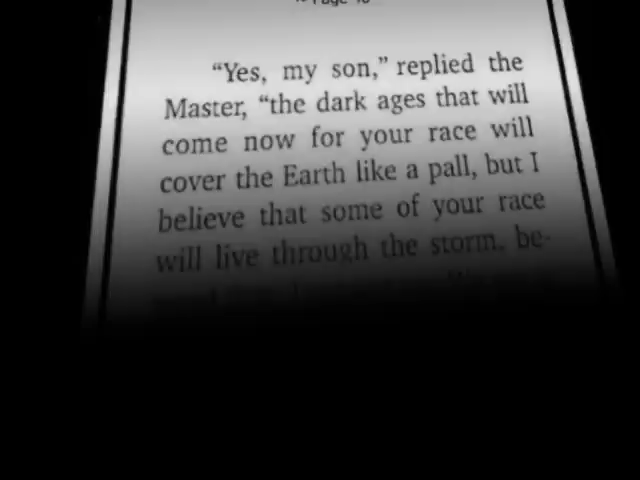 “Yes, my son,” replied the
Master, “the dark ages that will
come now for your race will
cover the Earth like a pall, but I
believe that some of your race
will live through the storm, be-